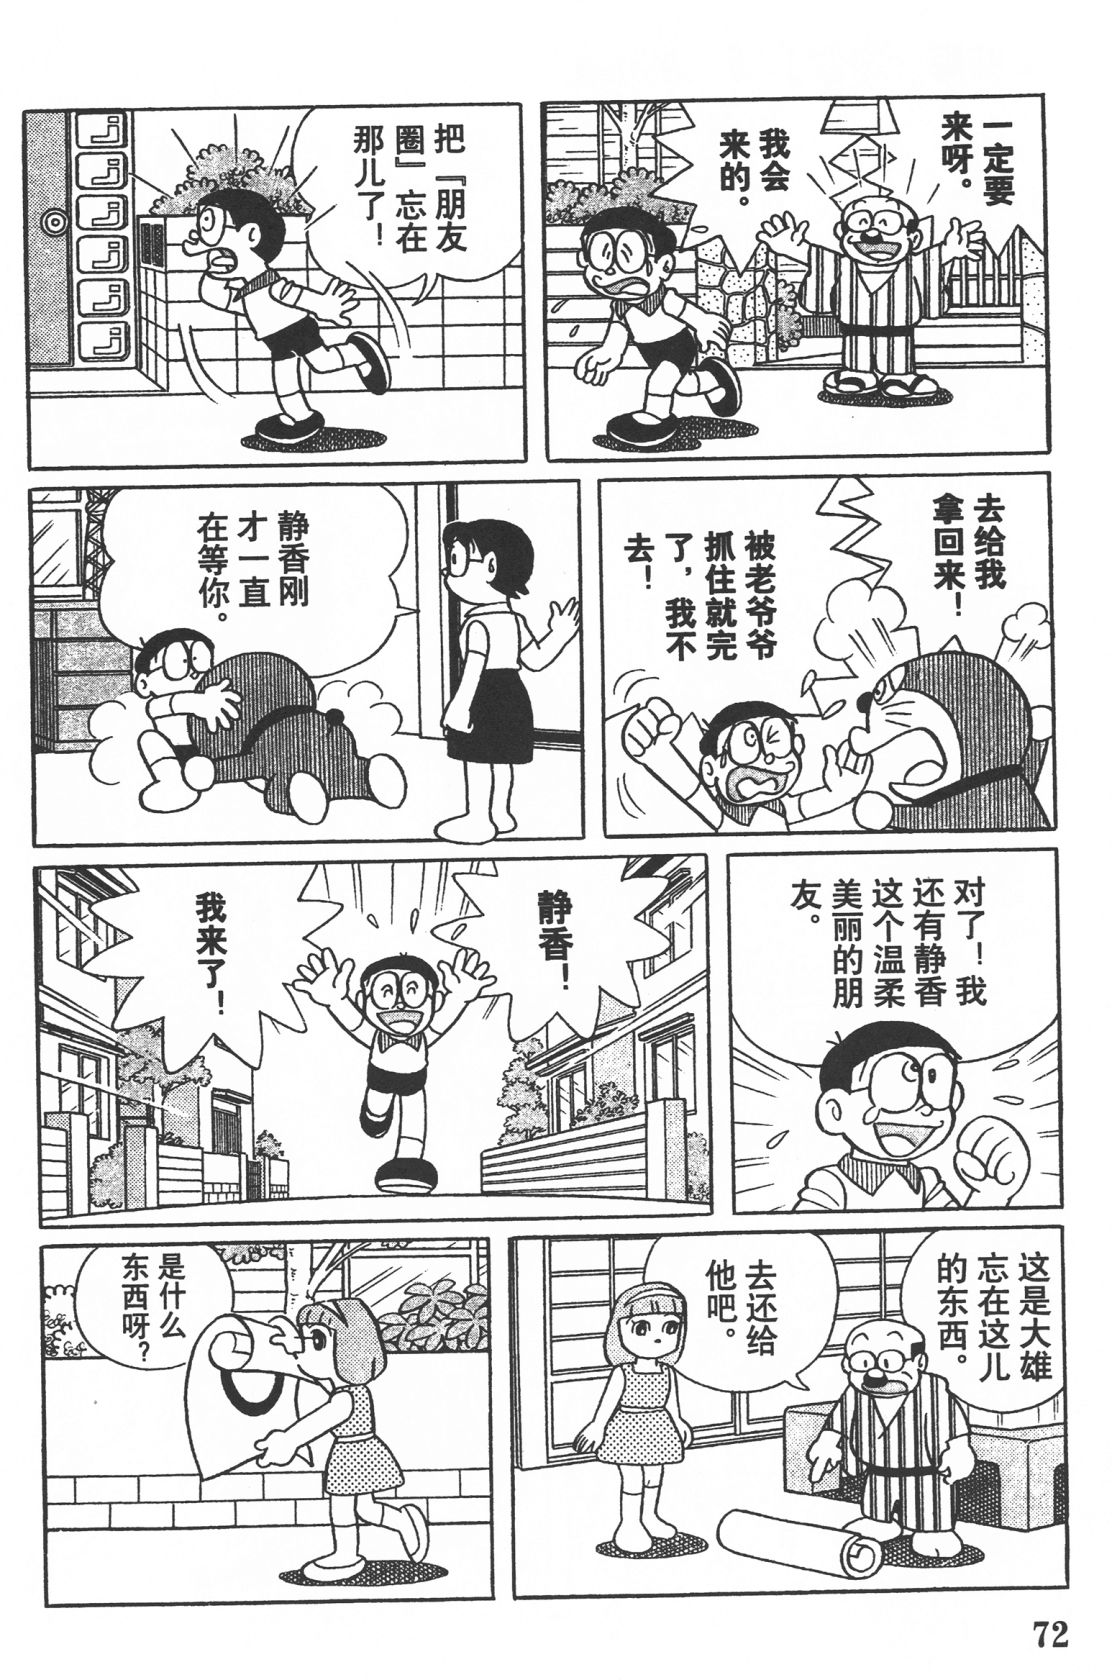 一定要
来呀。
我会
来的。
把『朋友
圈』忘在
那儿了！
去给我
拿回来！
被老爷爷
抓住就完
了，我不
去！
静香刚
才一直
在等你。
对了！我
还有静香
这个温柔
美丽的朋
友。
静香！
我来了！
这是大雄
忘在这儿
的东西。
去还给
他吧。
是什么
东西呀？
72